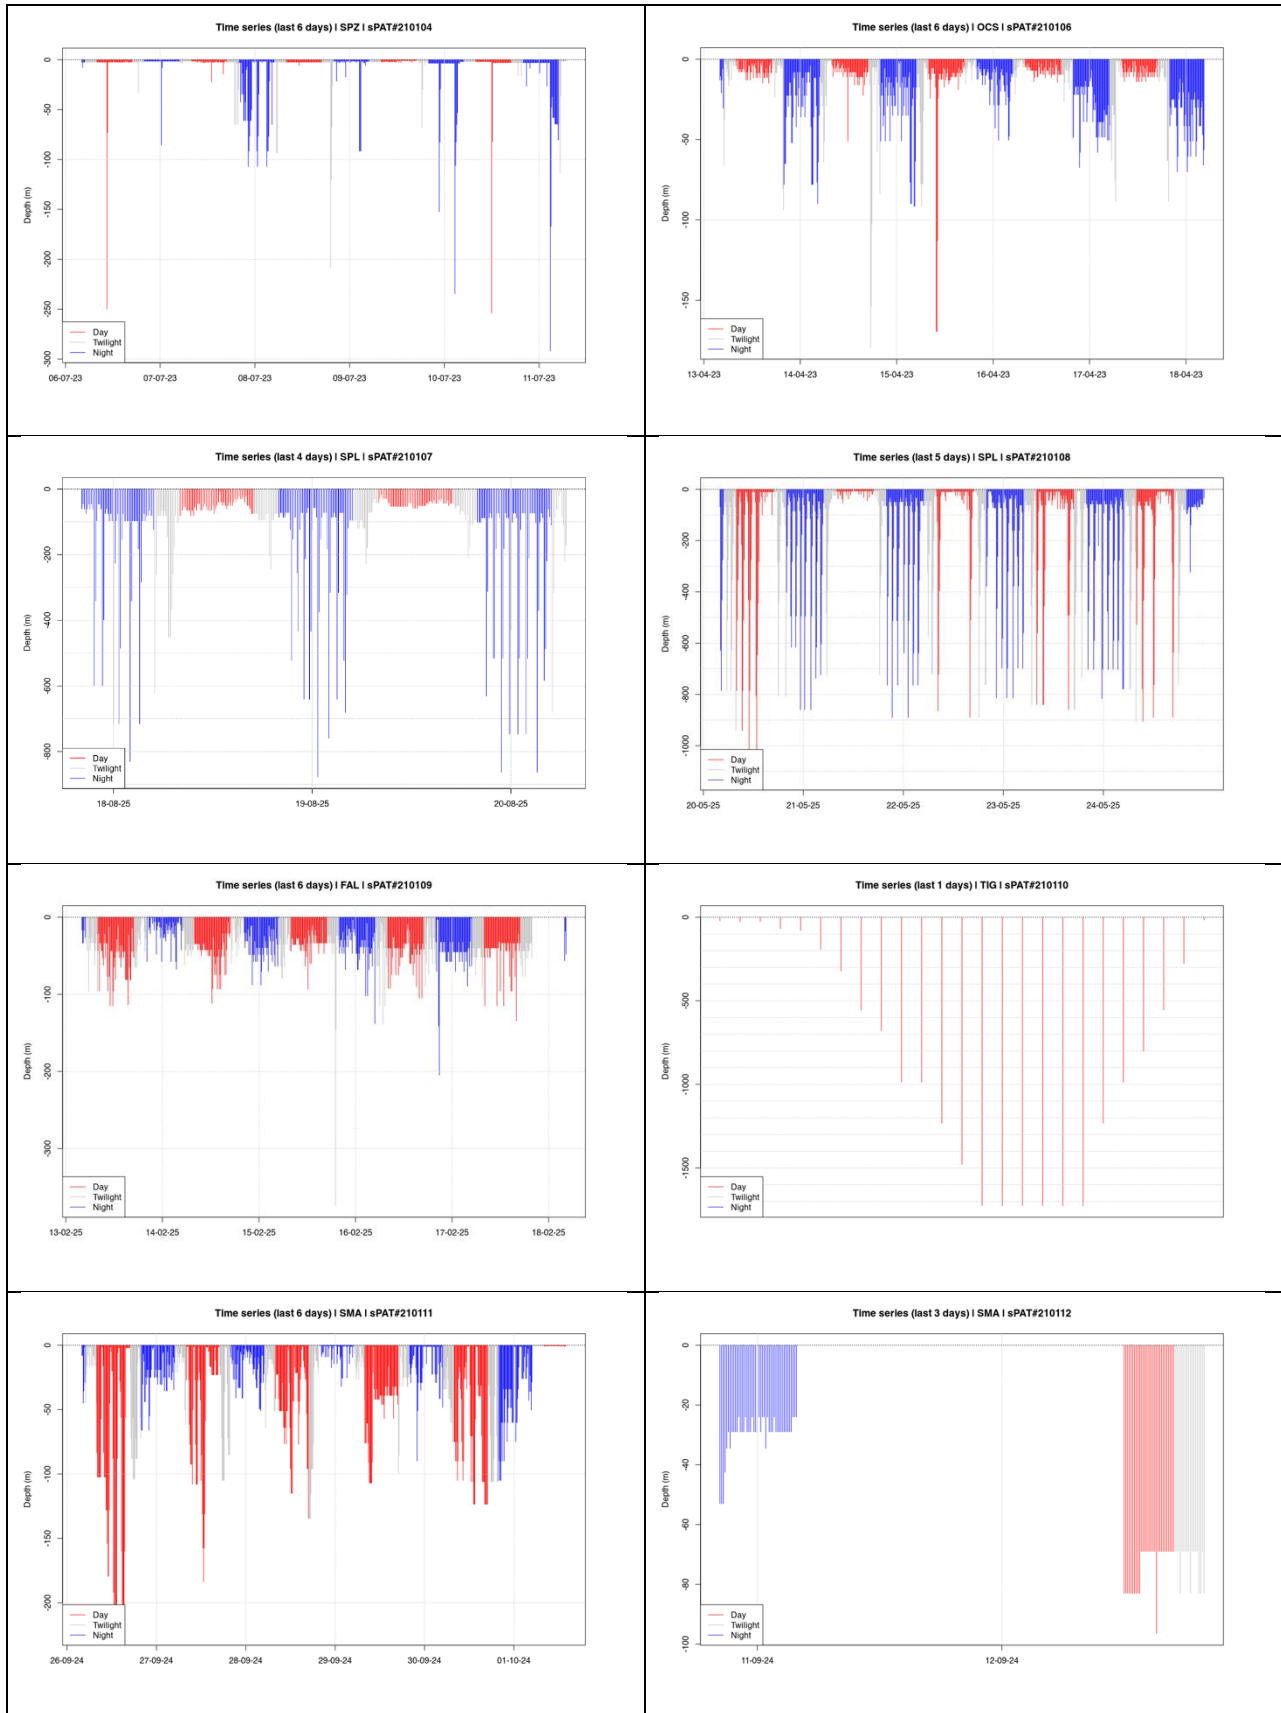 Time series (last 6 days) | SPZ | sPAT#210104
Depth (m)
0
-50
-100
-150
-200
-250
-300
Day
Twilight
Night
06-07-23 07-07-23 08-07-23 09-07-23 10-07-23 11-07-23
Time series (last 6 days) | OCS | sPAT#210106
Depth (m)
0
-50
-100
-150
Day
Twilight
Night
13-04-23 14-04-23 15-04-23 16-04-23 17-04-23 18-04-23
Time series (last 4 days) | SPL | sPAT#210107
Depth (m)
0
-200
-400
-600
-800
Day
Twilight
Night
18-08-25 19-08-25 20-08-25
Time series (last 5 days) | SPL | sPAT#210108
Depth (m)
0
-200
-400
-600
-800
-1000
Day
Twilight
Night
20-05-25 21-05-25 22-05-25 23-05-25 24-05-25
Time series (last 6 days) | FAL | sPAT#210109
Depth (m)
0
-100
-200
-300
Day
Twilight
Night
13-02-25 14-02-25 15-02-25 16-02-25 17-02-25 18-02-25
Time series (last 1 days) | TIG | sPAT#210110
Depth (m)
0
-500
-1000
-1500
Day
Twilight
Night
Time series (last 6 days) | SMA | sPAT#210111
Depth (m)
0
-50
-100
-150
-200
Day
Twilight
Night
26-09-24 27-09-24 28-09-24 29-09-24 30-09-24 01-10-24
Time series (last 3 days) | SMA | sPAT#210112
Depth (m)
0
-20
-40
-60
-80
-100
Day
Twilight
Night
11-09-24 12-09-24